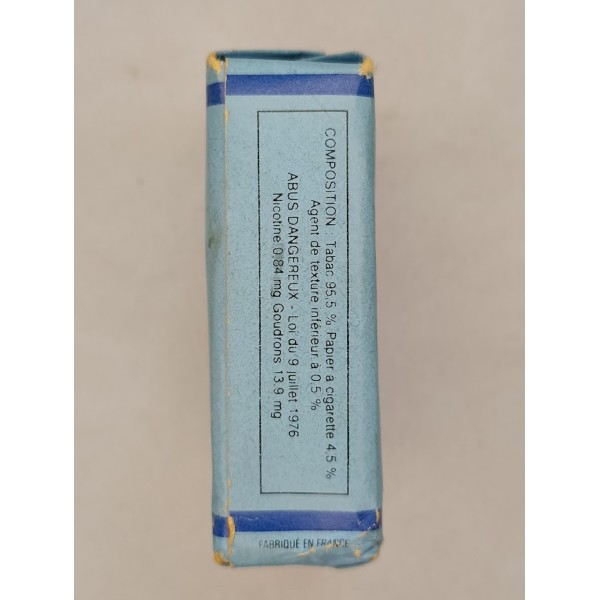 COMPOSITION : Tabac 95,5 % Papier a cigarette 4,5 %
Agent de texture inférieur à 0,5 %
ABUS DANGEREUX - Loi du 9 juillet 1976
Nicotine 0,84 mg Goudrons 13,9 mg
FABRIQUÉ EN FRANCE